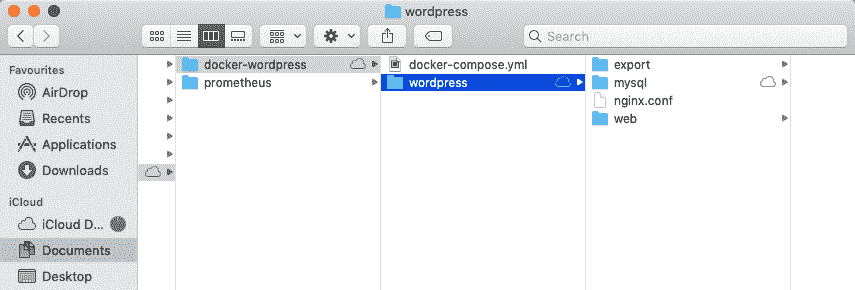 wordpress
Search
Favourites
AirDrop
Recents
Applications
Downloads
iCloud
iCloud D...
Documents
Desktop
docker-wordpress
prometheus
docker-compose.yml
wordpress
export
mysql
nginx.conf
web